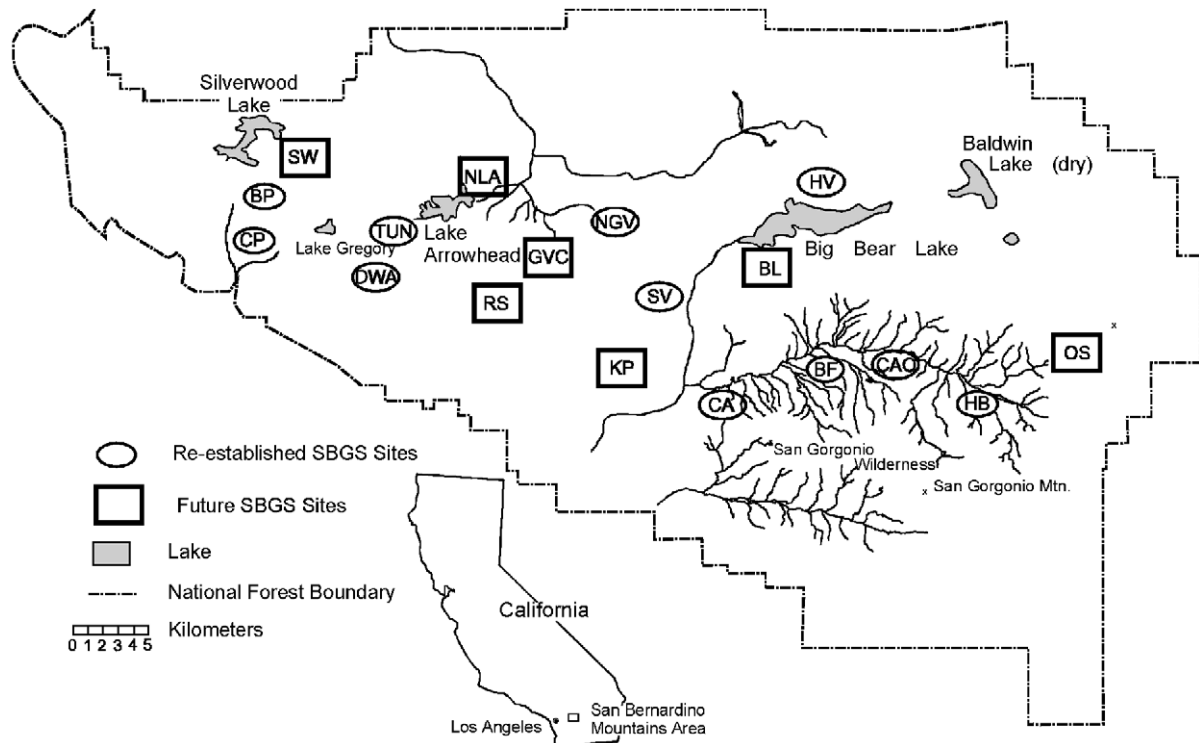 Silverwood
Lake
SW
BP
CP
Lake Gregory
TUN
DWA
NLA
Lake
Arrowhead
GVC
RS
NGV
SV
KP
HV
Baldwin
Lake (dry)
Big Bear Lake
BL
OS
x
BF
CAO
CA
HB
San Gorgonio
Wilderness
x San Gorgonio Mtn.
Re-established SBGS Sites
Future SBGS Sites
Lake
National Forest Boundary
Kilometers
0 1 2 3 4 5
California
Los Angeles
San Bernardino
Mountains Area